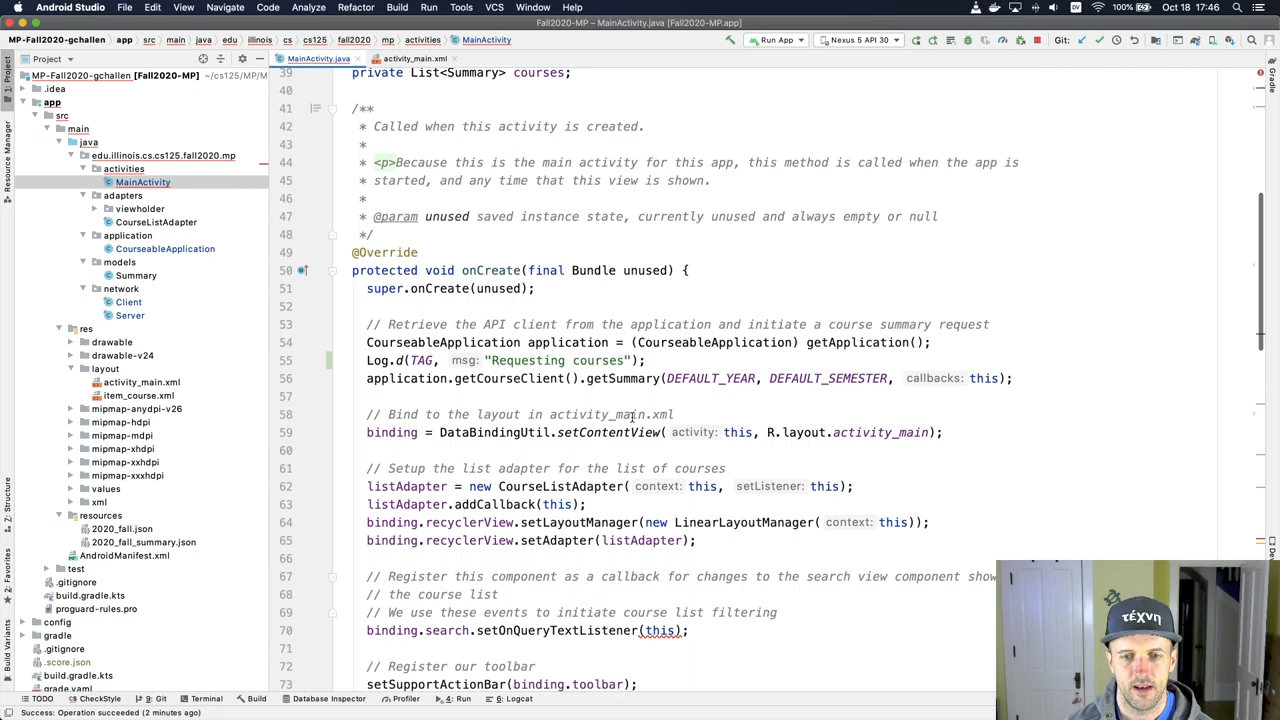 Android Studio File Edit View Navigate Code Analyze Refactor Build Run Tools VCS Window Help 100% Oct 18 17:46
Fall2020-MP – MainActivity.java [Fall2020-MP.app]
MP-Fall2020-gchallen app src main java edu illinois cs cs125 fall2020 mp activities MainActivity Run App Nexus 5 API 30 Git:
Project MainActivity.java activity_main.xml
1: Project
Resource Manager
Z: Structure
2: Favorites
Build Variants
Gradle
MP-Fall2020-gchallen [Fall2020-MP] ~/cs125/MP/M
.idea
app
src
main
java
edu.illinois.cs.cs125.fall2020.mp
activities
MainActivity
adapters
viewholder
CourseListAdapter
application
CourseableApplication
models
Summary
network
Client
Server
res
drawable
drawable-v24
layout
activity_main.xml
item_course.xml
mipmap-anydpi-v26
mipmap-hdpi
mipmap-mdpi
mipmap-xhdpi
mipmap-xxhdpi
mipmap-xxxhdpi
values
xml
resources
2020_fall.json
2020_fall_summary.json
AndroidManifest.xml
test
.gitignore
build.gradle.kts
proguard-rules.pro
config
gradle
.gitignore
.score.json
build.gradle.kts
grade.yaml
39 private List<Summary> courses;
40
41 /**
42 * Called when this activity is created.
43 *
44 * <p>Because this is the main activity for this app, this method is called when the app is
45 * started, and any time that this view is shown.
46 *
47 * @param unused saved instance state, currently unused and always empty or null
48 */
49 @Override
50 protected void onCreate(final Bundle unused) {
51 super.onCreate(unused);
52
53 // Retrieve the API client from the application and initiate a course summary request
54 CourseableApplication application = (CourseableApplication) getApplication();
55 Log.d(TAG, msg: "Requesting courses");
56 application.getCourseClient().getSummary(DEFAULT_YEAR, DEFAULT_SEMESTER, callbacks: this);
57
58 // Bind to the layout in activity_main.xml
59 binding = DataBindingUtil.setContentView( activity: this, R.layout.activity_main);
60
61 // Setup the list adapter for the list of courses
62 listAdapter = new CourseListAdapter( context: this, setListener: this);
63 listAdapter.addCallback(this);
64 binding.recyclerView.setLayoutManager(new LinearLayoutManager( context: this));
65 binding.recyclerView.setAdapter(listAdapter);
66
67 // Register this component as a callback for changes to the search view component show
68 // the course list
69 // We use these events to initiate course list filtering
70 binding.search.setOnQueryTextListener(this);
71
72 // Register our toolbar
73 setSupportActionBar(binding.toolbar);
τέχνη
TODO CheckStyle 9: Git Terminal Build Database Inspector Profiler 4: Run 6: Logcat
Success: Operation succeeded (2 minutes ago)